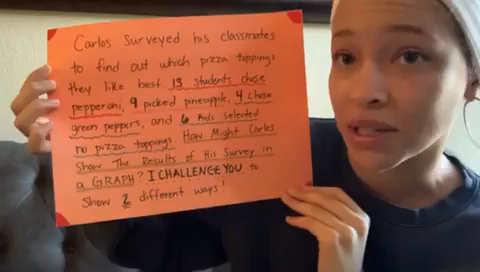 Carlos Surveyed his classmates
to find out which pizza toppings
they like best. 13 students chose
pepperoni, 9 picked pineapple, 4 chose
green peppers, and 6 kids selected
no pizza toppings. How Might Carlos
Show The Results of His Survey in
a GRAPH? I CHALLENGE YOU to
Show 2 different ways!